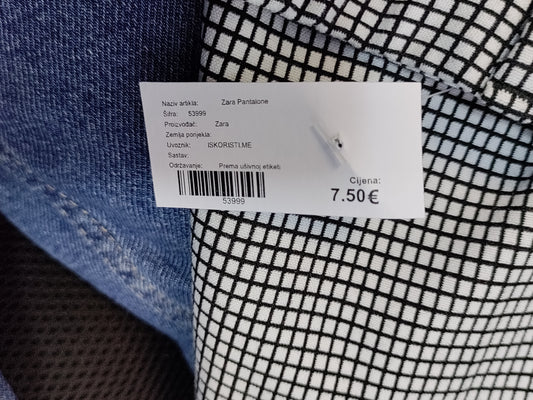 Naziv artikla: Zara Pantalone
Šifra: 53999
Proizvođač: Zara
Zemlja porijekla:
Uvoznik: ISKORISTI.ME
Sastav:
Održavanje: Prema ušivnoj etiketi
53999
Cijena:
7.50€